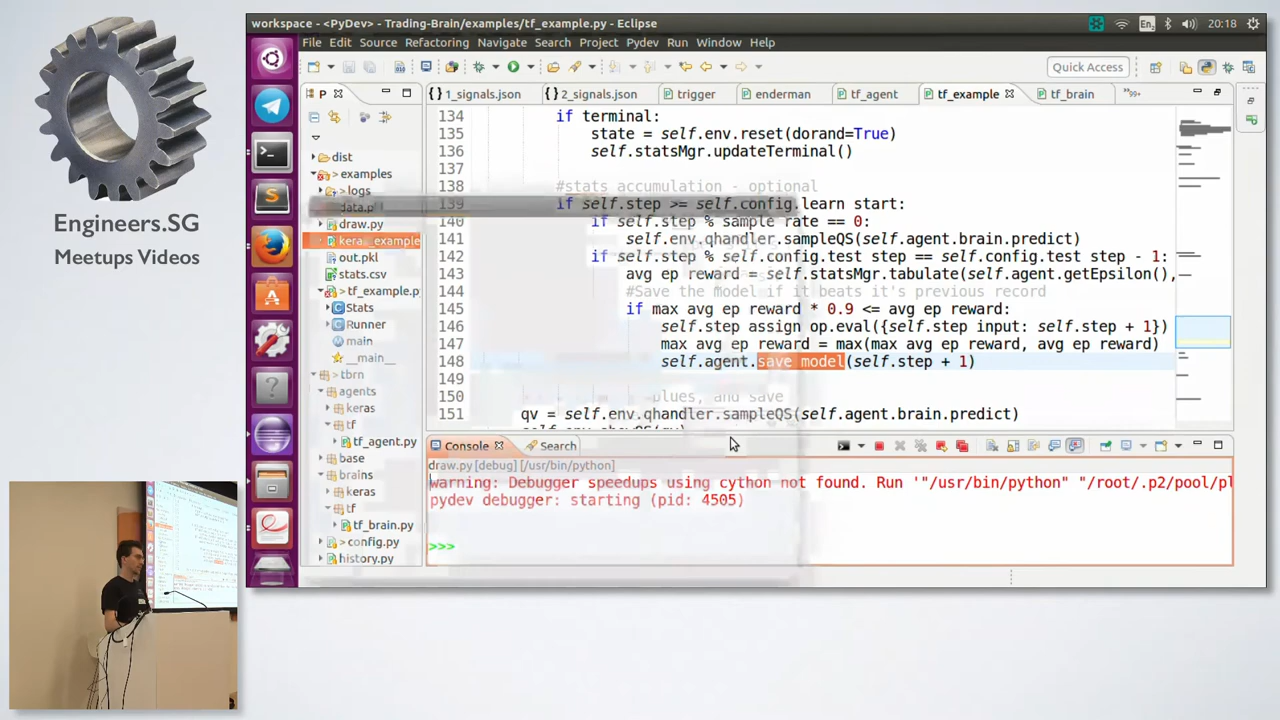 workspace - <PyDev> - Trading-Brain/examples/tf_example.py - Eclipse
En
20:18
File Edit Source Refactoring Navigate Search Project Pydev Run Window Help
Quick Access
P
1_signals.json
2_signals.json
trigger
enderman
tf_agent
tf_example
tf_brain
99+
dist
examples
>logs
data.p
draw.py
kera._example
out.pkl
stats.csv
>tf_example.p
Stats
Runner
main
__main__
>tbrn
agents
keras
tf
>tf_agent.py
base
brains
keras
tf
>tf_brain.py
>config.py
history.py
134 if terminal:
135 state = self.env.reset(dorand=True)
136 self.statsMgr.updateTerminal()
137
138 #stats accumulation - optional
139 if self.step >= self.config.learn start:
140 if self.step % sample rate == 0:
141 self.env.qhandler.sampleQS(self.agent.brain.predict)
142 if self.step % self.config.test step == self.config.test step - 1:
143 avg ep reward = self.statsMgr.tabulate(self.agent.getEpsilon(),
144 #Save the model if it beats it's previous record
145 if max avg ep reward * 0.9 <= avg ep reward:
146 self.step assign op.eval({self.step input: self.step + 1})
147 max avg ep reward = max(max avg ep reward, avg ep reward)
148 self.agent.save model(self.step + 1)
149
150 plues, and save
151 qv = self.env.qhandler.sampleQS(self.agent.brain.predict)
Console
Search
draw.py [debug] [/usr/bin/python]
warning: Debugger speedups using cython not found. Run '"/usr/bin/python" "/root/.p2/pool/pl
pydev debugger: starting (pid: 4505)
>>>
Engineers.SG
Meetups Videos